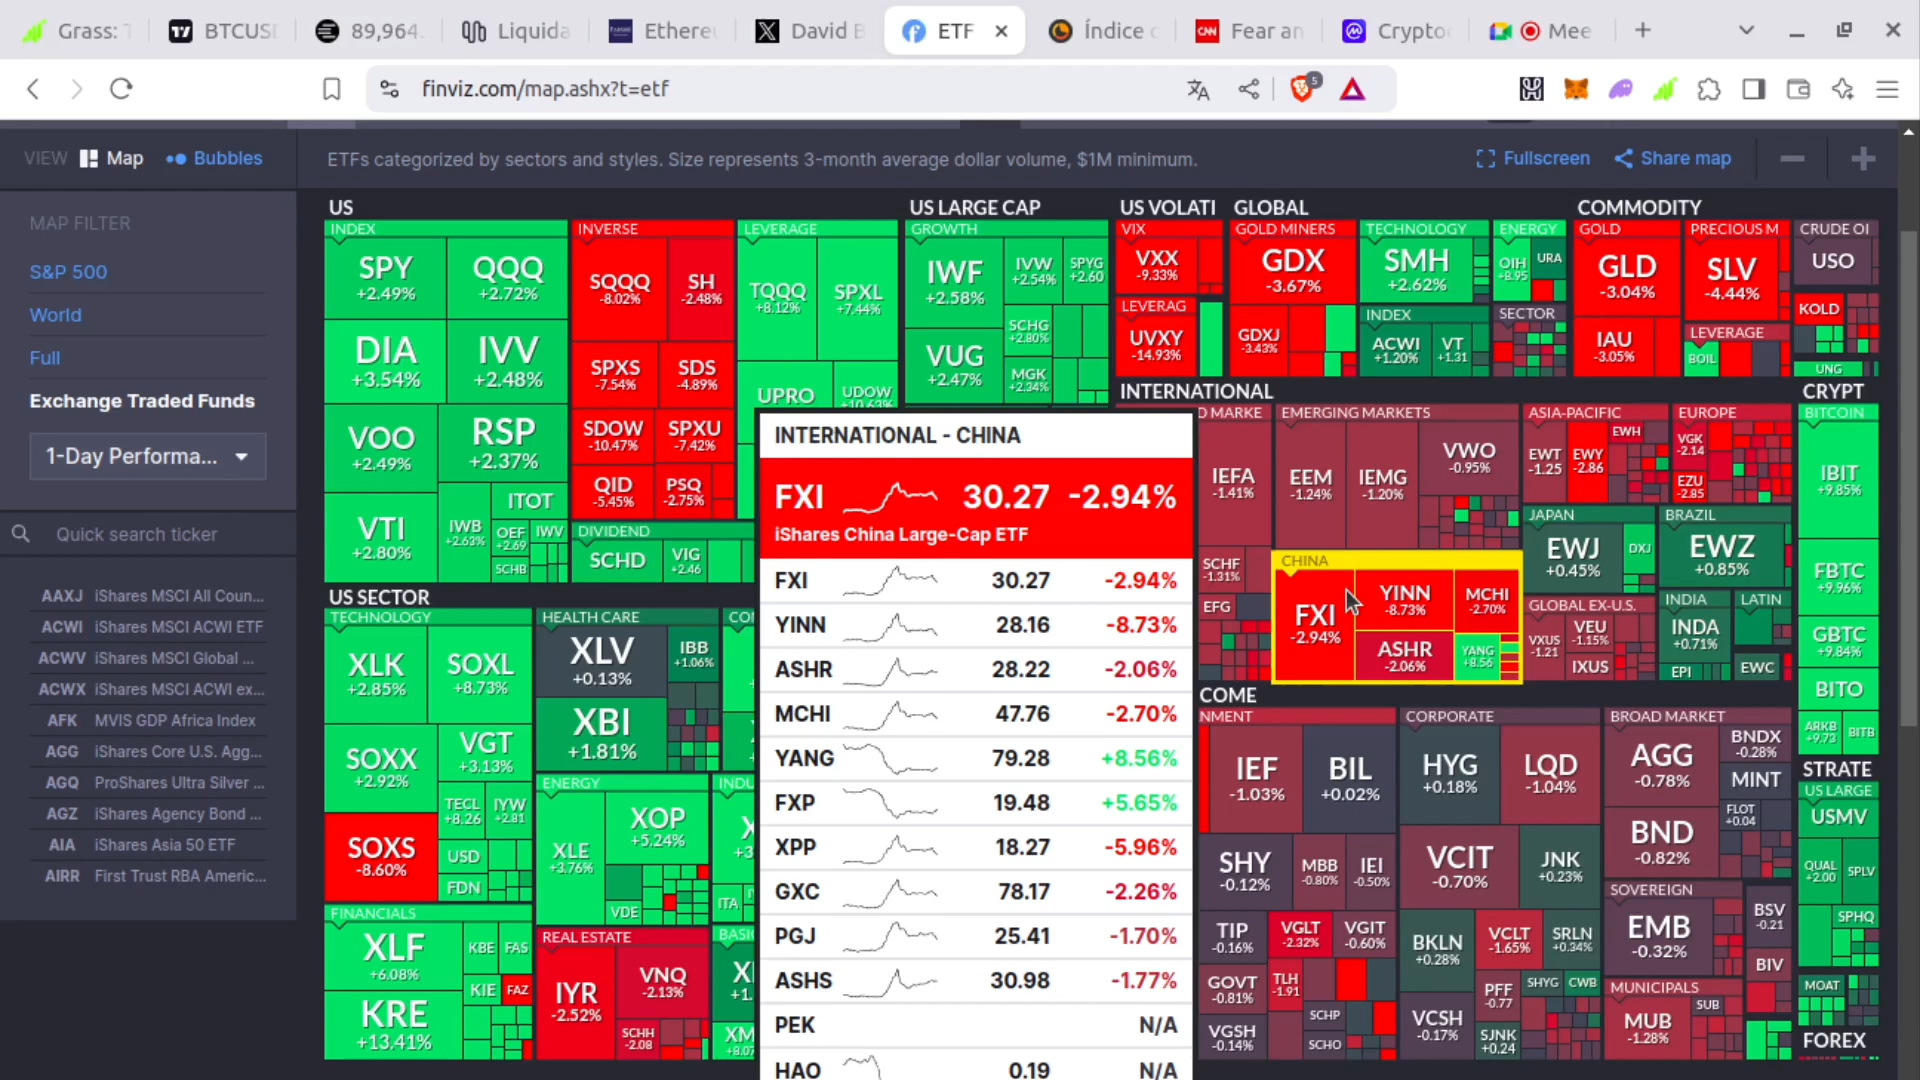 Grass: T
BTCUSD
89,964.
Liquida
Ethereu
David B
ETF
Índice c
Fear an
Crypto
Mee
finviz.com/map.ashx?t=etf
5
VIEW Map Bubbles
ETFs categorized by sectors and styles. Size represents 3-month average dollar volume, $1M minimum.
Fullscreen
Share map
MAP FILTER
S&P 500
World
Full
Exchange Traded Funds
1-Day Performa...
Quick search ticker
AAXJ iShares MSCI All Coun...
ACWI iShares MSCI ACWI ETF
ACWV iShares MSCI Global ...
ACWX iShares MSCI ACWI ex...
AFK MVIS GDP Africa Index
AGG iShares Core U.S. Agg...
AGQ ProShares Ultra Silver ...
AGZ iShares Agency Bond ...
AIA iShares Asia 50 ETF
AIRR First Trust RBA Americ...
US
INDEX
SPY
+2.49%
QQQ
+2.72%
DIA
+3.54%
IVV
+2.48%
VOO
+2.49%
RSP
+2.37%
VTI
+2.80%
IWB
+2.63%
ITOT
OEF
+2.69
IWV
SCHB
INVERSE
SQQQ
-8.02%
SH
-2.48%
SPXS
-7.54%
SDS
-4.89%
SDOW
-10.47%
SPXU
-7.42%
QID
-5.45%
PSQ
-2.75%
DIVIDEND
SCHD
VIG
+2.46
LEVERAGE
TQQQ
+8.12%
SPXL
+7.44%
UPRO
UDOW
+10.63%
US LARGE CAP
GROWTH
IWF
+2.58%
IVW
+2.54%
SPYG
+2.60
SCHG
+2.80%
VUG
+2.47%
MGK
+2.34%
US VOLATI
VIX
VXX
-9.33%
LEVERAG
UVXY
-14.93%
GLOBAL
GOLD MINERS
GDX
-3.67%
GDXJ
-3.43%
TECHNOLOGY
SMH
+2.62%
INDEX
ACWI
+1.20%
VT
+1.31
ENERGY
OIH
+8.95
URA
SECTOR
COMMODITY
GOLD
GLD
-3.04%
IAU
-3.05%
PRECIOUS M
SLV
-4.44%
LEVERAGE
BOIL
CRUDE OI
USO
KOLD
UNG
INTERNATIONAL
D MARKE
IEFA
-1.41%
SCHF
-1.31%
EFG
EMERGING MARKETS
EEM
-1.24%
IEMG
-1.20%
VWO
-0.95%
CHINA
FXI
-2.94%
YINN
-8.73%
MCHI
-2.70%
ASHR
-2.06%
YANG
+8.56
ASIA-PACIFIC
EWT
-1.25
EWY
-2.86
EWH
EUROPE
VGK
-2.14
EZU
-2.85
JAPAN
EWJ
+0.45%
DXJ
BRAZIL
EWZ
+0.85%
GLOBAL EX-U.S.
VXUS
-1.21
VEU
-1.15%
IXUS
INDIA
INDA
+0.71%
EPI
LATIN
EWC
CRYPT
BITCOIN
IBIT
+9.85%
FBTC
+9.96%
GBTC
+9.84%
BITO
ARKB
+9.73
BITB
INTERNATIONAL - CHINA
FXI 30.27 -2.94%
iShares China Large-Cap ETF
FXI 30.27 -2.94%
YINN 28.16 -8.73%
ASHR 28.22 -2.06%
MCHI 47.76 -2.70%
YANG 79.28 +8.56%
FXP 19.48 +5.65%
XPP 18.27 -5.96%
GXC 78.17 -2.26%
PGJ 25.41 -1.70%
ASHS 30.98 -1.77%
PEK N/A
HAO 0.19 N/A
US SECTOR
TECHNOLOGY
XLK
+2.85%
SOXL
+8.73%
SOXX
+2.92%
VGT
+3.13%
TECL
+8.26
IYW
+2.81
SOXS
-8.60%
USD
FDN
HEALTH CARE
XLV
+0.13%
IBB
+1.06%
XBI
+1.81%
CO
ENERGY
XLE
+3.76%
XOP
+5.24%
VDE
INDU
X
+3
ITA
FINANCIALS
XLF
+6.08%
KBE
FAS
KRE
+13.41%
KIE
FAZ
REAL ESTATE
IYR
-2.52%
VNQ
-2.13%
SCHH
-2.08
BASI
X
+1.
XM
+8.07
COME
NMENT
IEF
-1.03%
BIL
+0.02%
SHY
-0.12%
MBB
-0.80%
IEI
-0.50%
TIP
-0.16%
VGLT
-2.32%
VGIT
-0.60%
GOVT
-0.81%
TLH
-1.91
VGSH
-0.14%
SCHP
SCHO
CORPORATE
HYG
+0.18%
LQD
-1.04%
VCIT
-0.70%
JNK
+0.23%
BKLN
+0.28%
VCLT
-1.65%
SRLN
+0.34%
VCSH
-0.17%
PFF
-0.77
SHYG
CWB
SJNK
+0.24
BROAD MARKET
AGG
-0.78%
BNDX
-0.28%
MINT
BND
-0.82%
FLOT
+0.04
SOVEREIGN
EMB
-0.32%
BSV
-0.21
BIV
MUNICIPALS
MUB
-1.28%
SUB
STRATE
US LARGE
USMV
QUAL
+2.00
SPLV
SPHQ
MOAT
FOREX